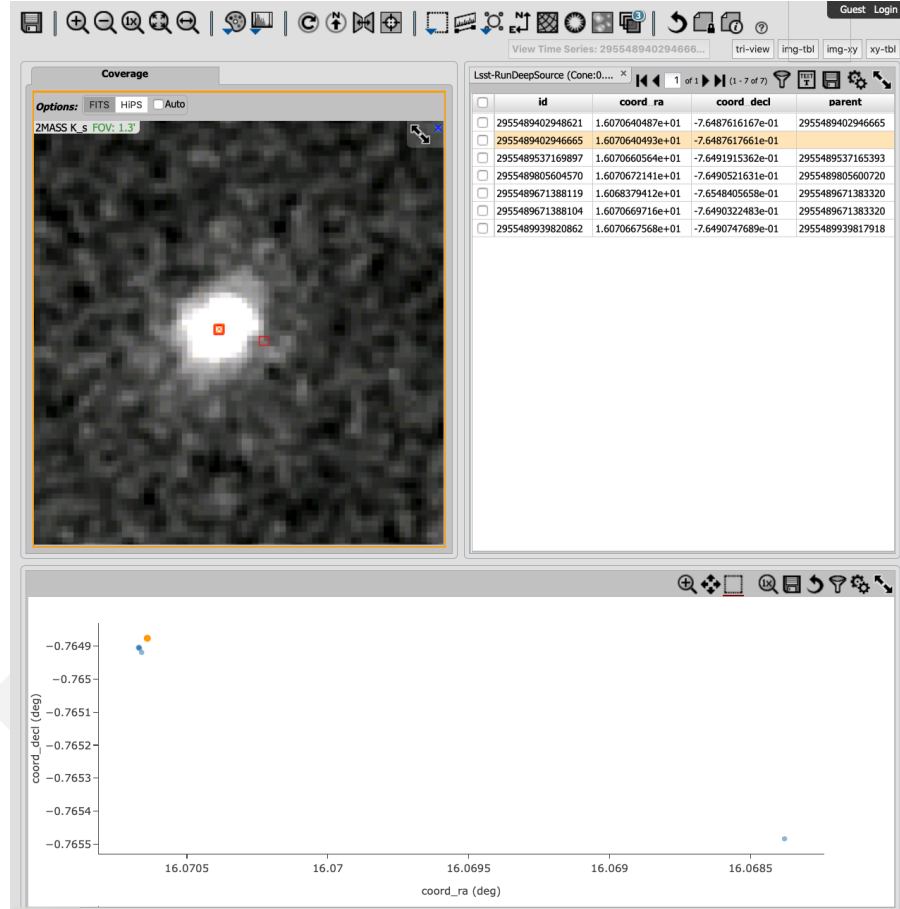 Guest Login
3
View Time Series: 295548940294666...
tri-view img-tbl img-xy xy-tbl
Coverage
Options: FITS HiPS Auto
2MASS K_s FOV: 1.3'
Lsst-RunDeepSource (Cone:0.... × 1 of 1 (1 - 7 of 7) TEXT T
id coord_ra coord_decl parent
2955489402948621 1.6070640487e+01 -7.6487616167e-01 2955489402946665
2955489402946665 1.6070640493e+01 -7.6487617661e-01
2955489537169897 1.6070660564e+01 -7.6491915362e-01 2955489537165393
2955489805604570 1.6070672141e+01 -7.6490521631e-01 2955489805600720
2955489671388119 1.6068379412e+01 -7.6548405658e-01 2955489671383320
2955489671388104 1.6070669716e+01 -7.6490322483e-01 2955489671383320
2955489939820862 1.6070667568e+01 -7.6490747689e-01 2955489939817918
−0.7649
−0.765
−0.7651
−0.7652
−0.7653
−0.7654
−0.7655
coord_decl (deg)
16.0705 16.07 16.0695 16.069 16.0685
coord_ra (deg)